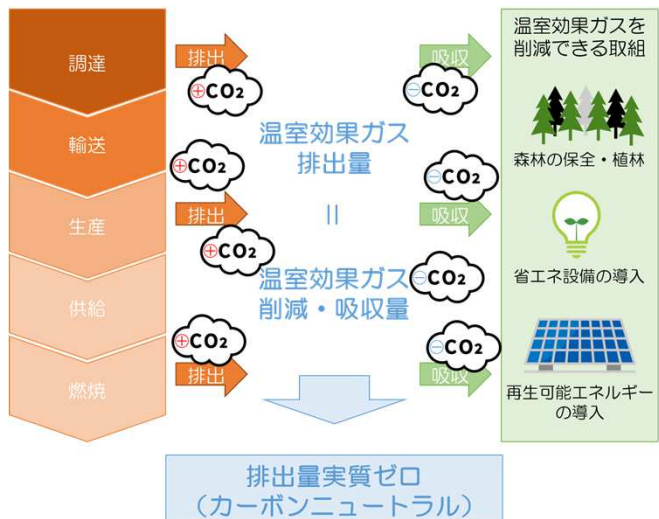 調達
輸送
生産
供給
燃焼
排出
⊕CO2
⊕CO2
排出
⊕CO2
⊕CO2
排出
温室効果ガス
排出量
=
温室効果ガス
削減・吸収量
吸収
⊖CO2
⊖CO2
吸収
⊖CO2
⊖CO2
吸収
温室効果ガスを
削減できる取組
森林の保全・植林
省エネ設備の導入
再生可能エネルギー
の導入
排出量実質ゼロ
（カーボンニュートラル）